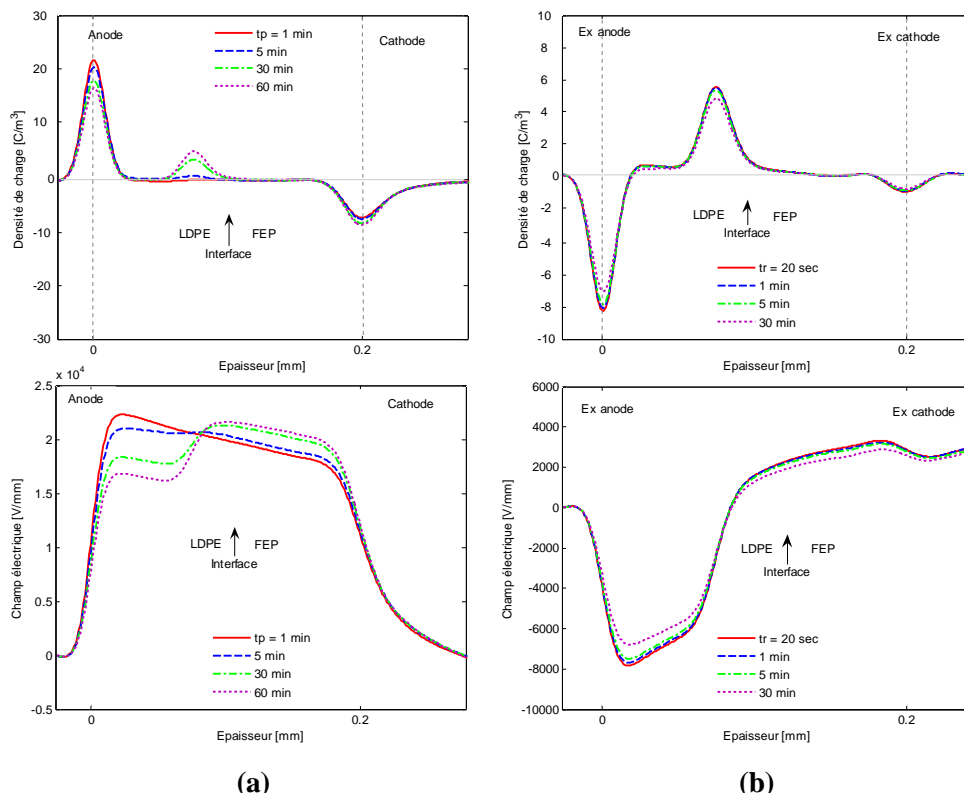 30
20
10
0
-10
-20
-30
Densité de charge [C/m³]
Anode
Cathode
tp = 1 min
5 min
30 min
60 min
LDPE
FEP
Interface
0
0.2
Epaisseur [mm]
8
6
4
2
0
-2
-4
-6
-8
-10
Densité de charge [C/m³]
Ex anode
Ex cathode
LDPE
FEP
Interface
tr = 20 sec
1 min
5 min
30 min
0
0.2
Epaisseur [mm]
x 10⁴
2.5
2.0
1.5
1.0
0.5
0
-0.5
Champ électrique [V/mm]
Anode
Cathode
LDPE
FEP
Interface
tp = 1 min
5 min
30 min
60 min
0
0.2
Epaisseur [mm]
6000
4000
2000
0
-2000
-4000
-6000
-8000
-10000
Champ électrique [V/mm]
Ex anode
Ex cathode
LDPE
FEP
Interface
tr = 20 sec
1 min
5 min
30 min
0
0.2
Epaisseur [mm]
(a)
(b)